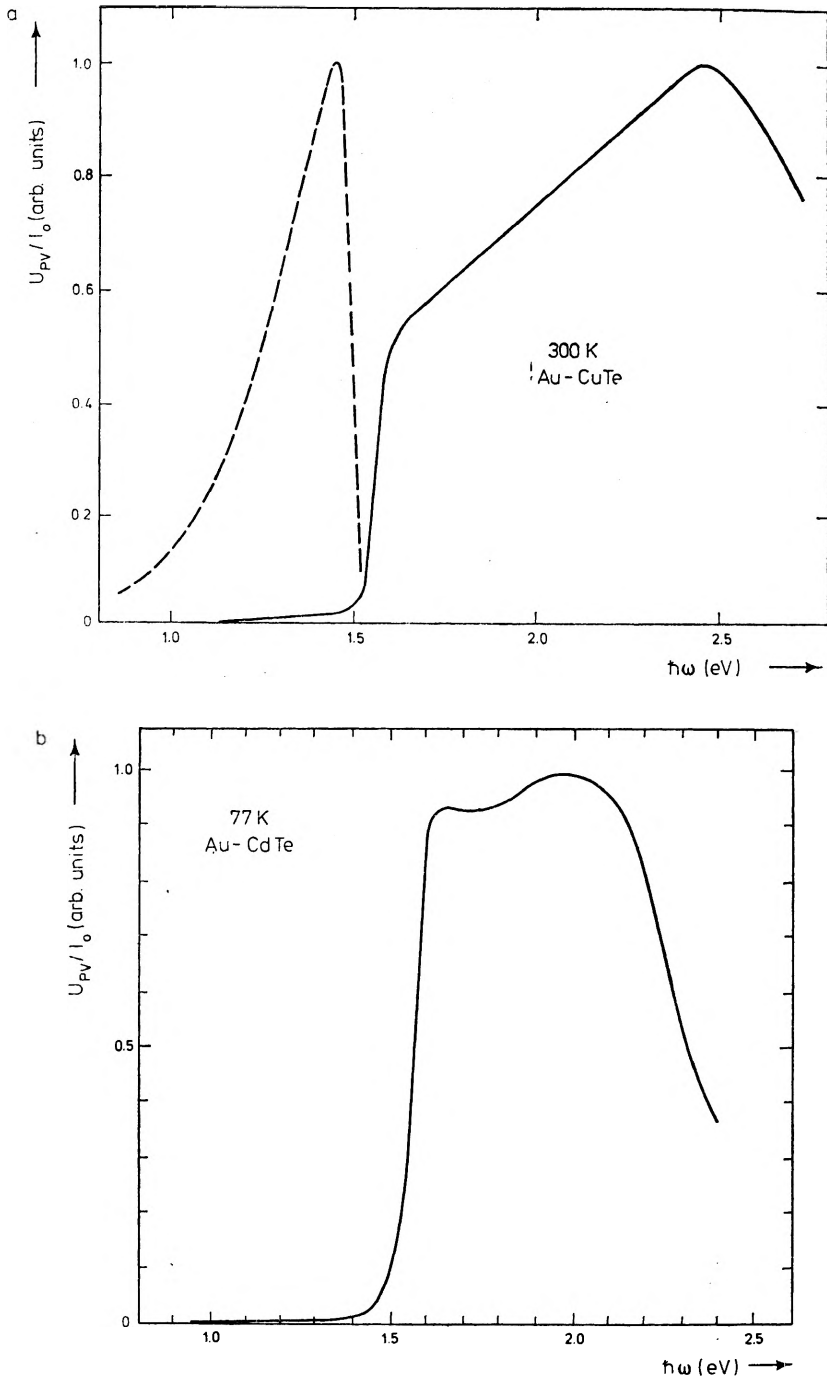 a
U_PV / I_o (arb. units)
1.0
0.8
0.6
0.4
0.2
0
300 K
Au-CuTe
1.0 1.5 2.0 2.5
ħω (eV)
b
U_PV / I_o (arb. units)
1.0
0.5
0
77 K
Au-CdTe
1.0 1.5 2.0 2.5
ħω (eV)